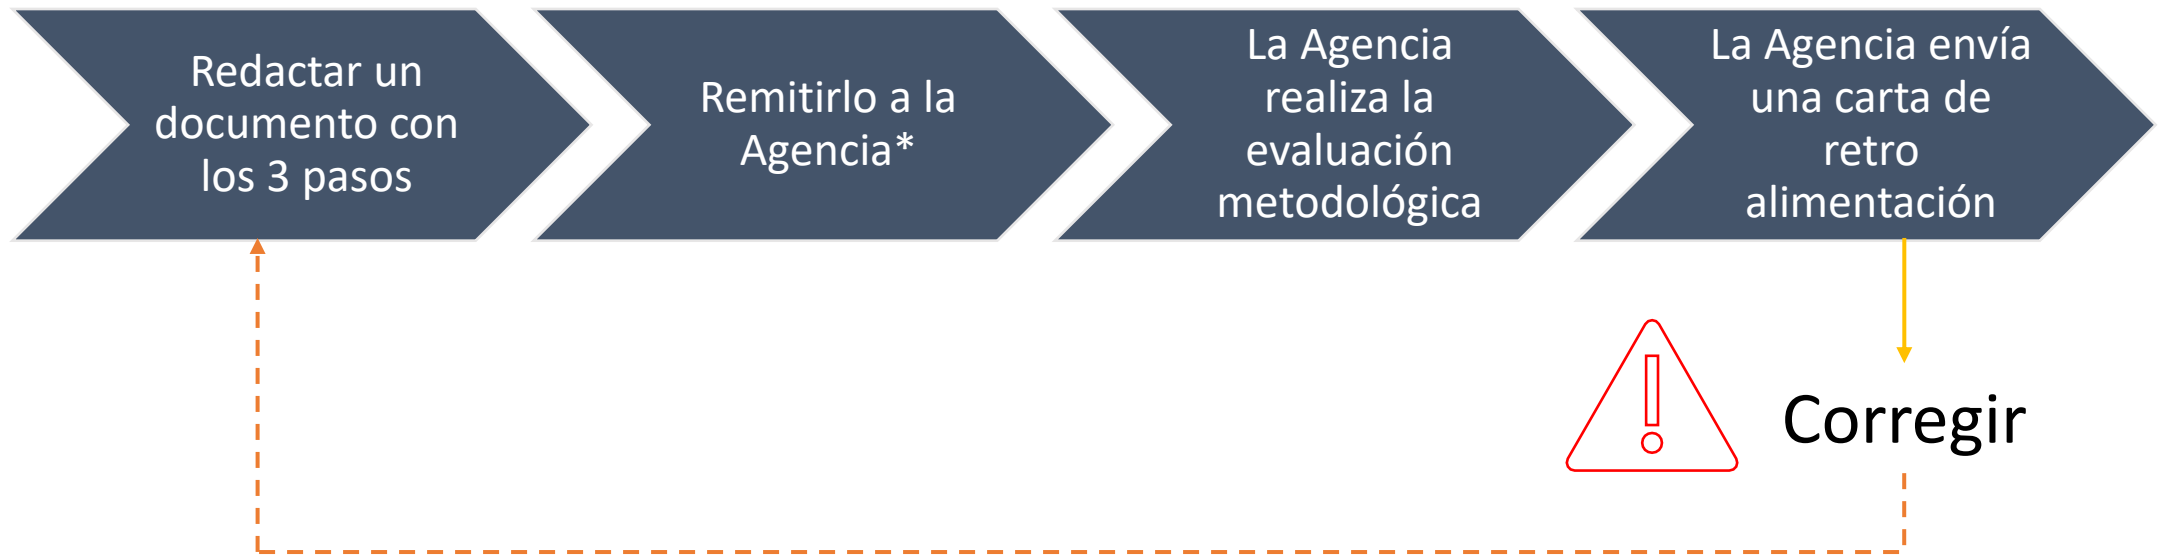 Redactar un
documento con
los 3 pasos
Remitirlo a la
Agencia*
La Agencia
realiza la
evaluación
metodológica
La Agencia envía
una carta de
retro
alimentación
Corregir